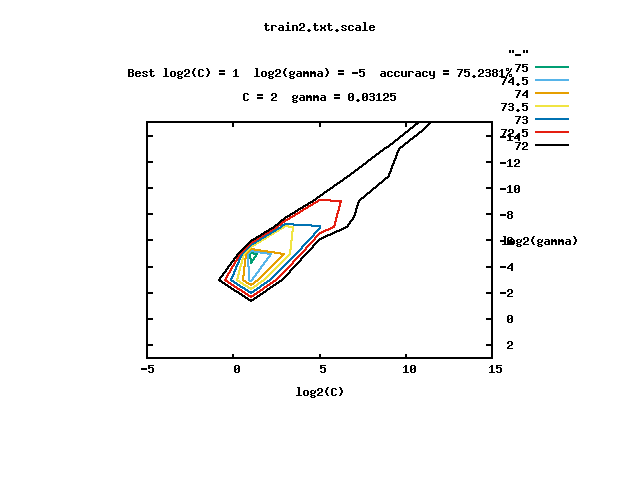 train2.txt.scale
"-"
Best log2(C) = 1  log2(gamma) = -5  accuracy = 75.2381%
75
74.5
C = 2  gamma = 0.03125
74
73.5
73
72.5
72
-14
-12
-10
-8
-6
log2(gamma)
-4
-2
0
2
-5 0 5 10 15
log2(C)